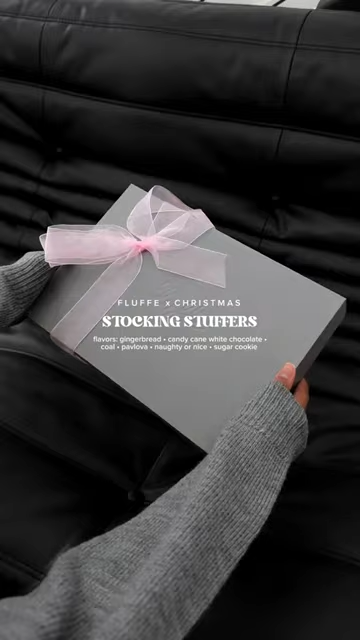 FLUFFE x CHRISTMAS
STOCKING STUFFERS
flavors: gingerbread • candy cane white chocolate •
coal • pavlova • naughty or nice • sugar cookie